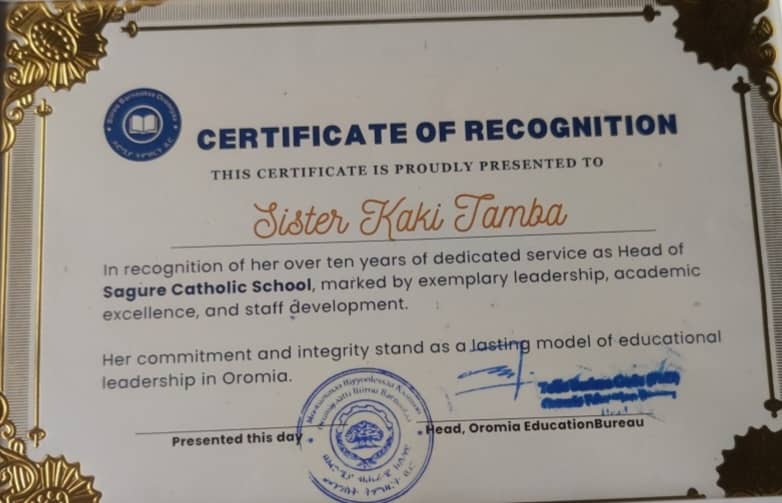 CERTIFICATE OF RECOGNITION
THIS CERTIFICATE IS PROUDLY PRESENTED TO
Sister Kaki Tamba
In recognition of her over ten years of dedicated service as Head of
Sagure Catholic School, marked by exemplary leadership, academic
excellence, and staff development.
Her commitment and integrity stand as a lasting model of educational
leadership in Oromia.
Presented this day
Head, Oromia EducationBureau